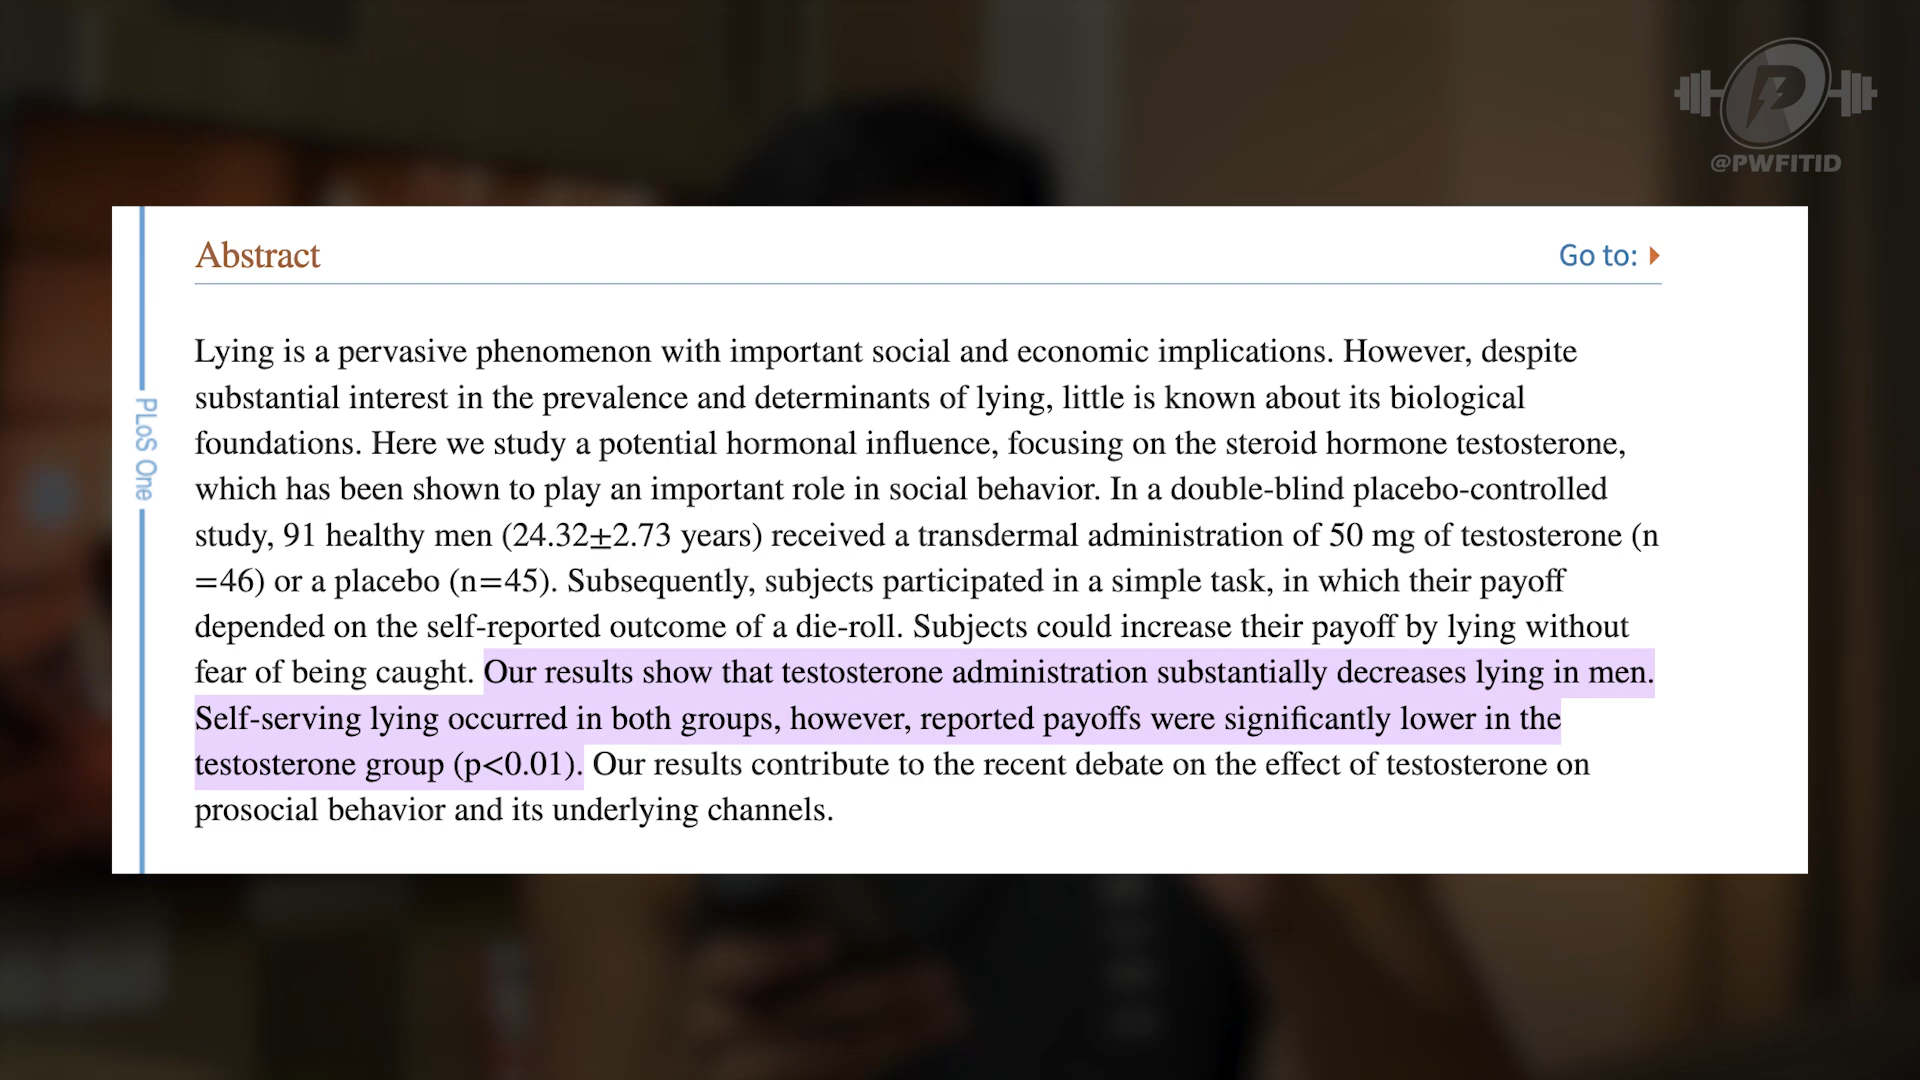 @PWFITID
Abstract
Go to:
PLoS One
Lying is a pervasive phenomenon with important social and economic implications. However, despite
substantial interest in the prevalence and determinants of lying, little is known about its biological
foundations. Here we study a potential hormonal influence, focusing on the steroid hormone testosterone,
which has been shown to play an important role in social behavior. In a double-blind placebo-controlled
study, 91 healthy men (24.32±2.73 years) received a transdermal administration of 50 mg of testosterone (n
=46) or a placebo (n=45). Subsequently, subjects participated in a simple task, in which their payoff
depended on the self-reported outcome of a die-roll. Subjects could increase their payoff by lying without
fear of being caught. Our results show that testosterone administration substantially decreases lying in men.
Self-serving lying occurred in both groups, however, reported payoffs were significantly lower in the
testosterone group (p<0.01). Our results contribute to the recent debate on the effect of testosterone on
prosocial behavior and its underlying channels.